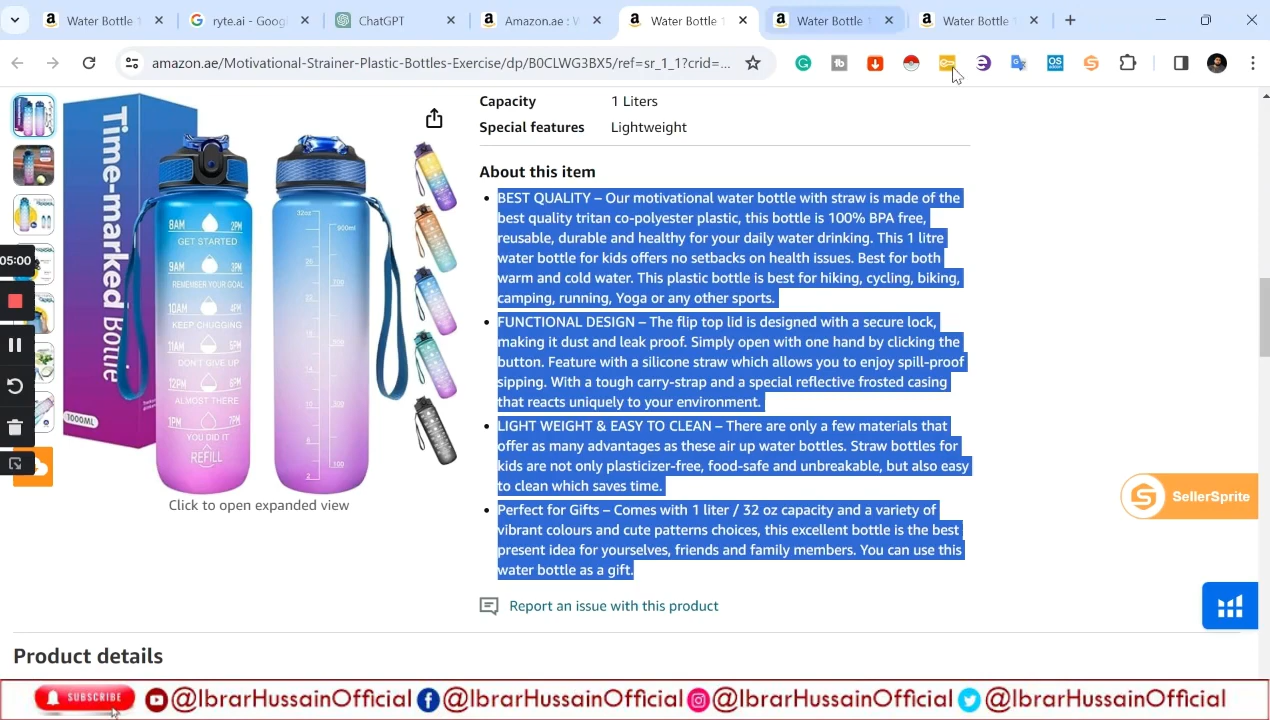 Water Bottle 1
ryte.ai - Goog
ChatGPT
Amazon.ae : W
Water Bottle 1
Water Bottle 1
Water Bottle 1
amazon.ae/Motivational-Strainer-Plastic-Bottles-Exercise/dp/B0CLWG3BX5/ref=sr_1_1?crid=...
Capacity 1 Liters
Special features Lightweight
About this item
BEST QUALITY – Our motivational water bottle with straw is made of the
best quality tritan co-polyester plastic, this bottle is 100% BPA free,
reusable, durable and healthy for your daily water drinking. This 1 litre
water bottle for kids offers no setbacks on health issues. Best for both
warm and cold water. This plastic bottle is best for hiking, cycling, biking,
camping, running, Yoga or any other sports.
FUNCTIONAL DESIGN – The flip top lid is designed with a secure lock,
making it dust and leak proof. Simply open with one hand by clicking the
button. Feature with a silicone straw which allows you to enjoy spill-proof
sipping. With a tough carry-strap and a special reflective frosted casing
that reacts uniquely to your environment.
LIGHT WEIGHT & EASY TO CLEAN – There are only a few materials that
offer as many advantages as these air up water bottles. Straw bottles for
kids are not only plasticizer-free, food-safe and unbreakable, but also easy
to clean which saves time.
Perfect for Gifts – Comes with 1 liter / 32 oz capacity and a variety of
vibrant colours and cute patterns choices, this excellent bottle is the best
present idea for yourselves, friends and family members. You can use this
water bottle as a gift.
Report an issue with this product
Time-marked Bottle
1000ML
8AM 2PM
GET STARTED
9AM 3PM
REMEMBER YOUR GOAL
10AM 4PM
KEEP CHUGGING
11AM 5PM
DON'T GIVE UP
12PM 6PM
ALMOST THERE
1PM 7PM
YOU DID IT
REFILL
32oz
900ml
05:00
Click to open expanded view
SellerSprite
Product details
SUBSCRIBE @IbrarHussainOfficial @IbrarHussainOfficial @IbrarHussainOfficial @IbrarHussainOfficial